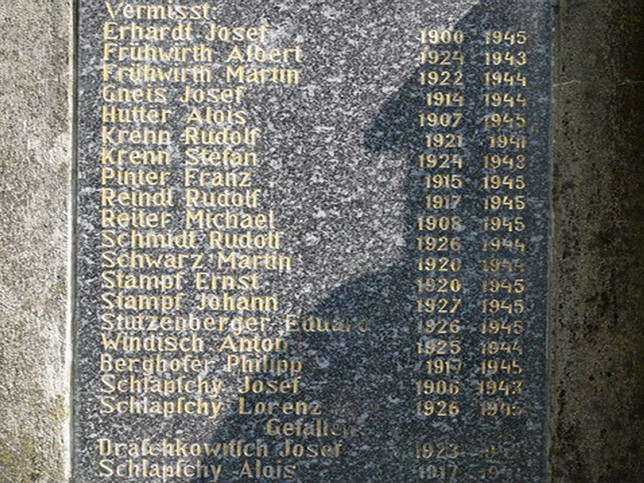 Vermisst:
Erhardt Josef 1900 1945
Frühwirth Albert 1924 1943
Frühwirth Martin 1922 1944
Gneis Josef 1914 1944
Hutter Alois 1907 1945
Krenn Rudolf 1921 1941
Krenn Stefan 1924 1943
Pinter Franz 1915 1945
Reindl Rudolf 1917 1945
Reiter Michael 1908 1945
Schmidt Rudolf 1926 1944
Schwarz Martin 1920 1944
Stampf Ernst 1920 1945
Stampf Johann 1927 1945
Stutzenberger Eduard 1926 1945
Windisch Anton 1925 1944
Berghofer Philipp 1917 1945
Schlapſchy Josef 1906 1943
Schlapſchy Lorenz 1926 1945
Gefallen
Draſchkowitſch Josef 1923
Schlapſchy Alois 1917